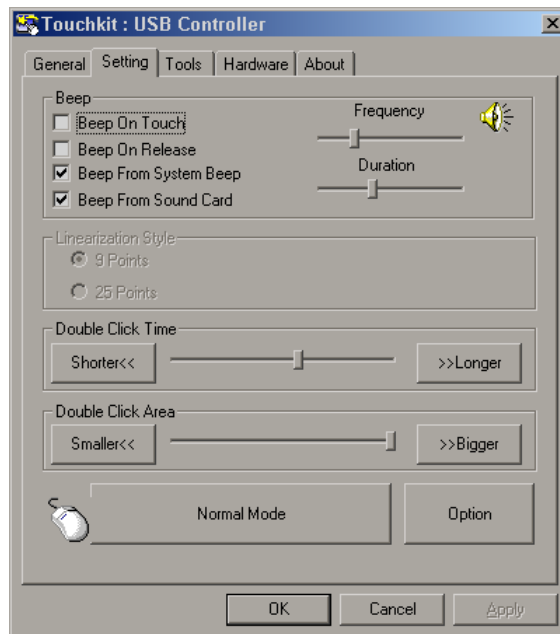 Touchkit : USB Controller
General Setting Tools Hardware About
Beep
Beep On Touch
Beep On Release
Beep From System Beep
Beep From Sound Card
Frequency
Duration
Linearization Style
9 Points
25 Points
Double Click Time
Shorter<< >>Longer
Double Click Area
Smaller<< >>Bigger
Normal Mode Option
OK Cancel Apply